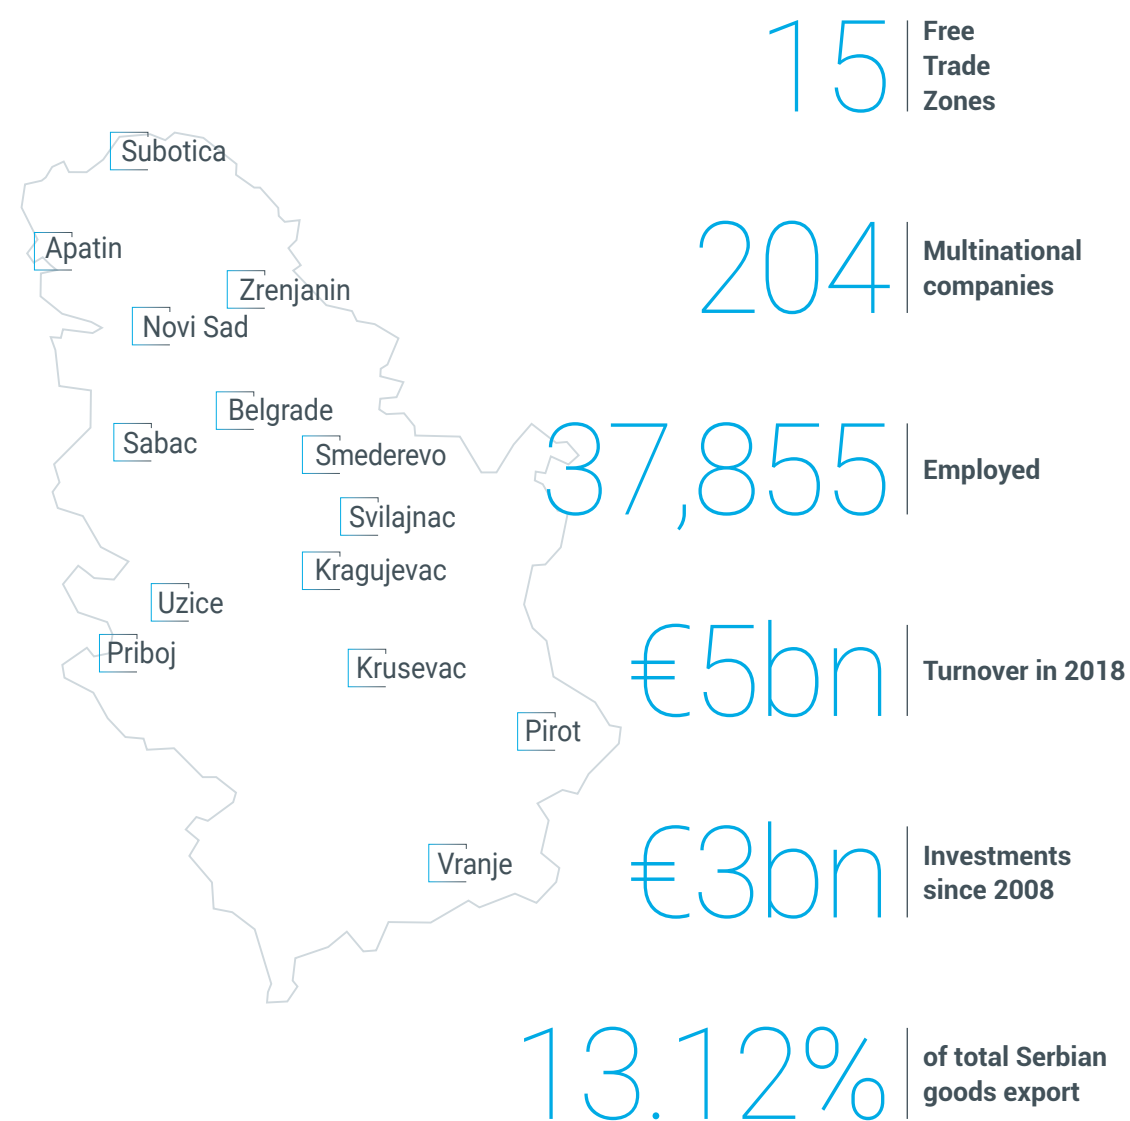 Subotica
Apatin
Zrenjanin
Novi Sad
Belgrade
Sabac
Smederevo
Svilajnac
Kragujevac
Uzice
Priboj
Krusevac
Pirot
Vranje
15
Free
Trade
Zones
204
Multinational
companies
37,855
Employed
€5bn
Turnover in 2018
€3bn
Investments
since 2008
13.12%
of total Serbian
goods export